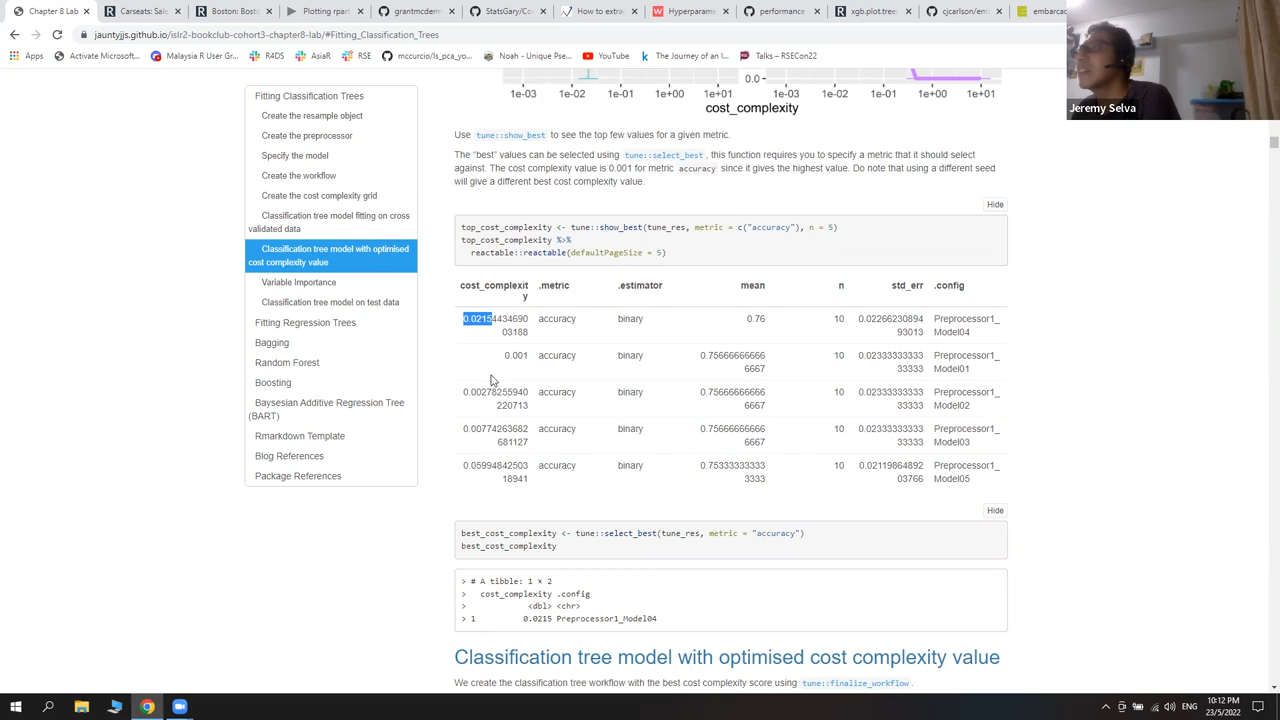 R Lab
Carseats: Sales
Boston: Boston
Plotting rpart
grantmcderm
StatsGary/Co
How to extrac
Hyperparame
performance
xgb.plot.tree:
cjcarlson/em
embarcad
jauntyjjs.github.io/islr2-bookclub-cohort3-chapter8-lab/#Fitting_Classification_Trees
Apps
Activate Microsoft...
Malaysia R User G...
R4DS
AsiaR
RSE
mccurcio/ls_pca_yo...
Noah - Unique Pse...
YouTube
The Journey of an I...
Talks – RSECon22
Jeremy Selva
Fitting Classification Trees
Create the resample object
Create the preprocessor
Specify the model
Create the workflow
Create the cost complexity grid
Classification tree model fitting on cross
validated data
Classification tree model with optimised
cost complexity value
Variable Importance
Classification tree model on test data
Fitting Regression Trees
Bagging
Random Forest
Boosting
Baysesian Additive Regression Tree
(BART)
Rmarkdown Template
Blog References
Package References
0.0
1e-03 1e-02 1e-01 1e+00 1e+01
1e-03 1e-02 1e-01 1e+00 1e+01
cost_complexity
Use tune::show_best to see the top few values for a given metric.
The “best” values can be selected using tune::select_best, this function requires you to specify a metric that it should select
against. The cost complexity value is 0.001 for metric accuracy since it gives the highest value. Do note that using a different seed
will give a different best cost complexity value.
Hide
top_cost_complexity <- tune::show_best(tune_res, metric = c("accuracy"), n = 5)
top_cost_complexity %>%
reactable::reactable(defaultPageSize = 5)
cost_complexit .metric .estimator mean n std_err .config
y
0.02154434690 accuracy binary 0.76 10 0.02266230894 Preprocessor1_
03188 93013 Model04
0.001 accuracy binary 0.75666666666 10 0.02333333333 Preprocessor1_
6667 33333 Model01
0.00278255940 accuracy binary 0.75666666666 10 0.02333333333 Preprocessor1_
220713 6667 33333 Model02
0.00774263682 accuracy binary 0.75666666666 10 0.02333333333 Preprocessor1_
681127 6667 33333 Model03
0.05994842503 accuracy binary 0.75333333333 10 0.02119864892 Preprocessor1_
18941 3333 03766 Model05
Hide
best_cost_complexity <- tune::select_best(tune_res, metric = "accuracy")
best_cost_complexity
> # A tibble: 1 × 2
> cost_complexity .config
> <dbl> <chr>
> 1 0.0215 Preprocessor1_Model04
Classification tree model with optimised cost complexity value
We create the classification tree workflow with the best cost complexity score using tune::finalize_workflow.
10:12 PM
23/5/2022